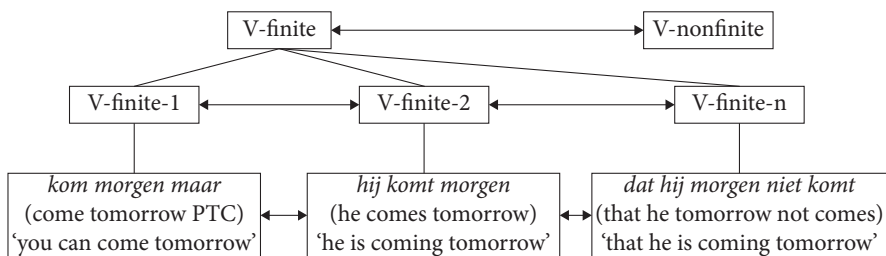 V-finite V-nonfinite
V-finite-1 V-finite-2 V-finite-n
kom morgen maar hij komt morgen dat hij morgen niet komt
(come tomorrow PTC) (he comes tomorrow) (that he tomorrow not comes)
‘you can come tomorrow’ ‘he is coming tomorrow’ ‘that he is coming tomorrow’